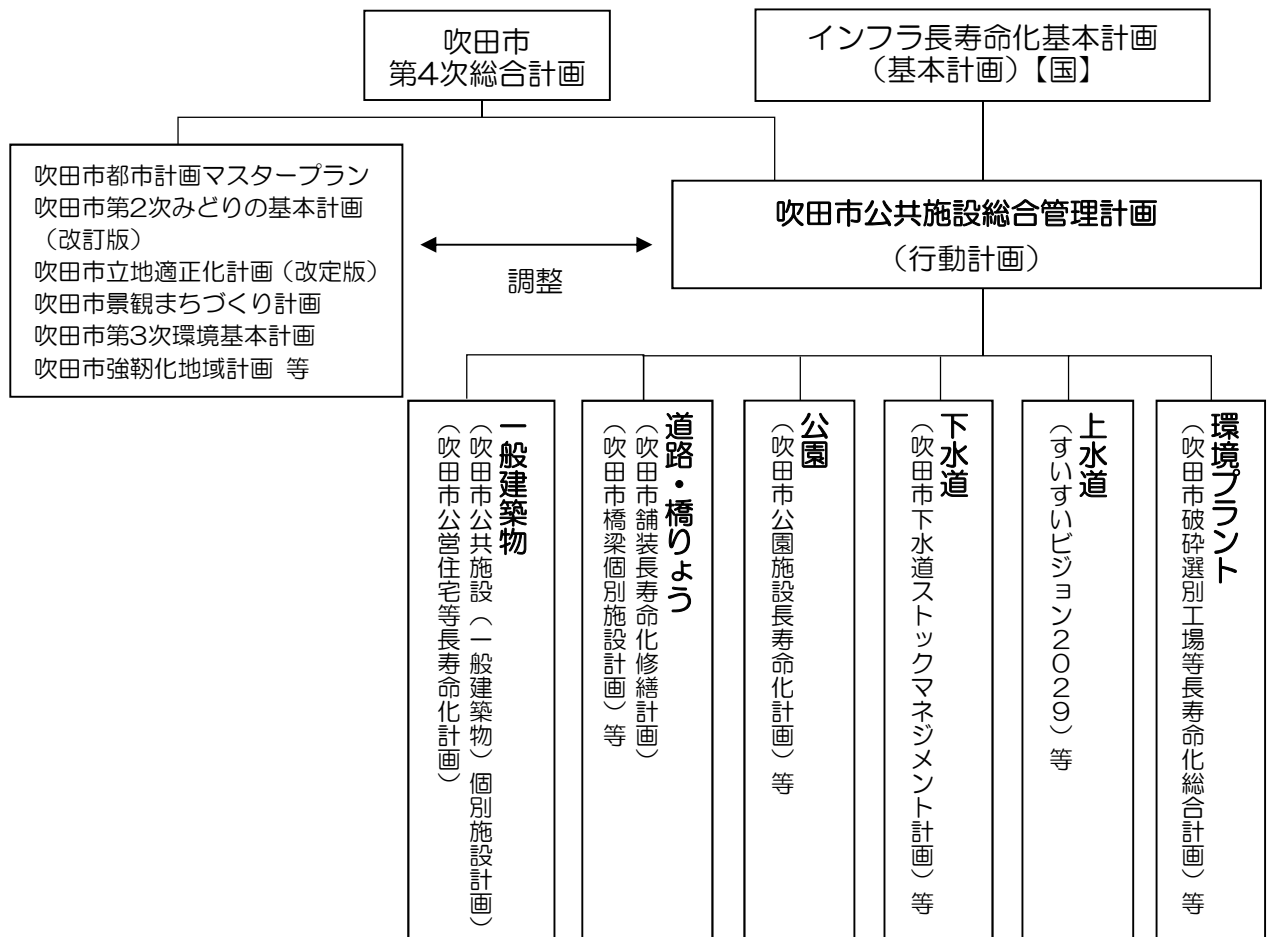 吹田市
第4次総合計画
インフラ長寿命化基本計画
（基本計画）【国】
吹田市都市計画マスタープラン
吹田市第2次みどりの基本計画
（改訂版）
吹田市立地適正化計画（改定版）
吹田市景観まちづくり計画
吹田市第3次環境基本計画
吹田市強靱化地域計画 等
調整
吹田市公共施設総合管理計画
（行動計画）
一般建築物
（吹田市公共施設（一般建築物）個別施設計画）
（吹田市公営住宅等長寿命化計画）
道路・橋りょう
（吹田市舗装長寿命化修繕計画）
（吹田市橋梁個別施設計画）等
公園
（吹田市公園施設長寿命化計画）等
下水道
（吹田市下水道ストックマネジメント計画）等
上水道
（すいすいビジョン2029）等
環境プラント
（吹田市破砕選別工場等長寿命化総合計画）等